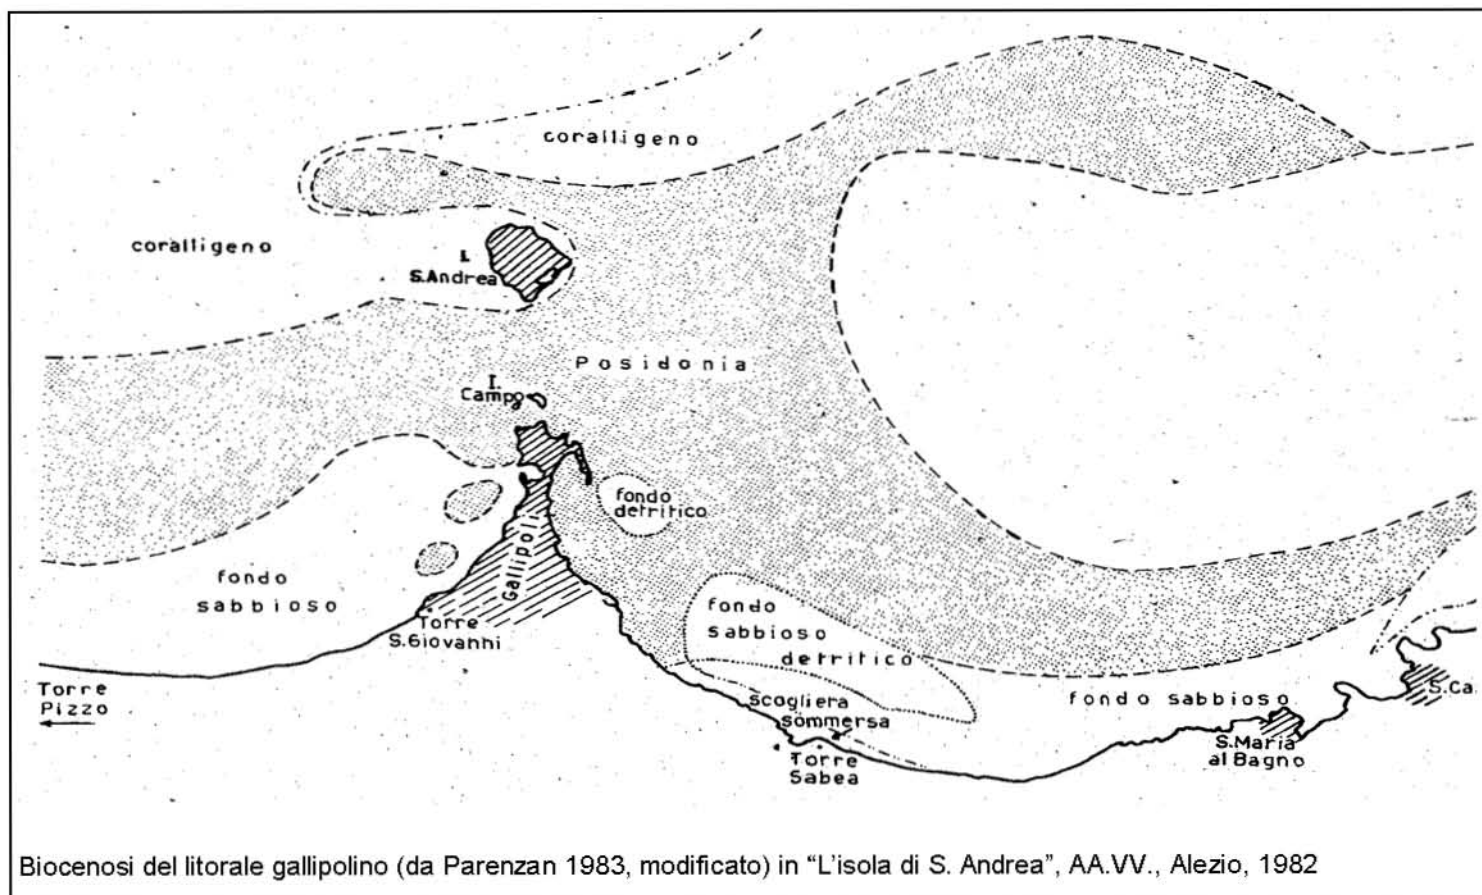 coralligeno
coralligeno
I.
S.Andrea
Posidonia
I.
Campo
fondo
detritico
Gallipoli
fondo
sabbioso
fondo
sabbioso
detritico
Torre
S.Giovanni
Torre
Pizzo
scogliera
sommersa
fondo sabbioso
S.Ca
Torre
Sabea
S.Maria
al Bagno
Biocenosi del litorale gallipolino (da Parenzan 1983, modificato) in “L’isola di S. Andrea”, AA.VV., Alezio, 1982